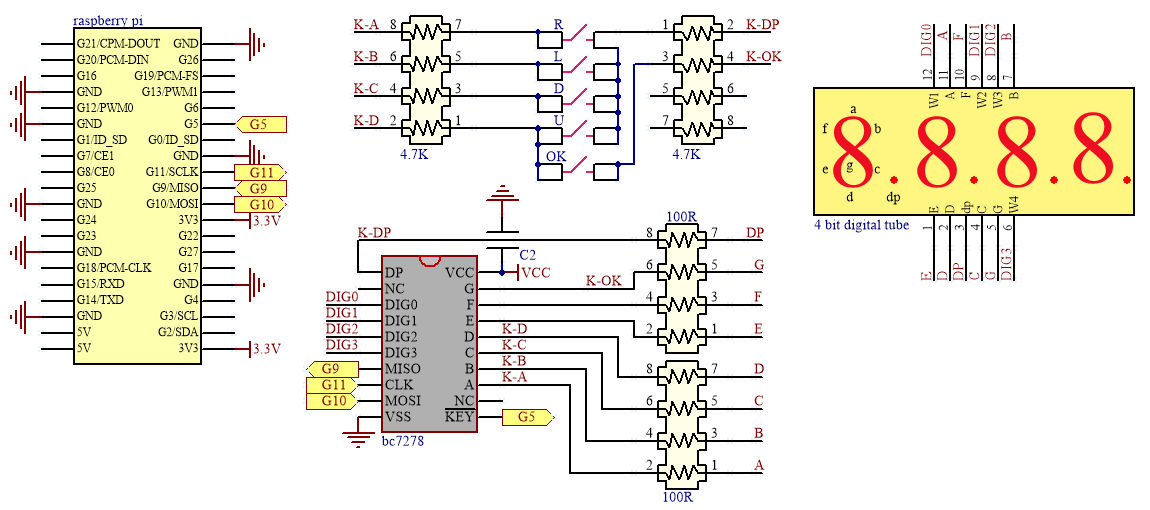 raspberry pi
G21/CPM-DOUT GND
G20/PCM-DIN G26
G16 G19/PCM-FS
GND G13/PWM1
G12/PWM0 G6
GND G5 G5
G1/ID_SD G0/ID_SD
G7/CE1 GND
G8/CE0 G11/SCLK G11
G25 G9/MISO G9
GND G10/MOSI G10
G24 3V3 3.3V
G23 G22
GND G27
G18/PCM-CLK G17
G15/RXD GND
G14/TXD G4
GND G3/SCL
5V G2/SDA
5V 3V3 3.3V
K-A 8 7 R 1 2 K-DP
K-B 6 5 L 3 4 K-OK
K-C 4 3 D 5 6
K-D 2 1 U 7 8
4.7K OK 4.7K
C2
K-DP
DP VCC VCC
NC G K-OK
DIG0 DIG0 F
DIG1 DIG1 E
DIG2 DIG2 D K-D
DIG3 DIG3 C K-C
G9 MISO B K-B
G11 CLK A K-A
G10 MOSI NC
VSS KEY G5
bc7278
100R
8 7 DP
6 5 G
4 3 F
2 1 E
8 7 D
6 5 C
4 3 B
2 1 A
100R
DIG0 A F DIG1 DIG2 B
12 11 10 9 8 7
W1 A F W2 W3 B
a
f b
g
e c
d dp
8. 8. 8. 8.
E D dp C G W4
4 bit digital tube
1 2 3 4 5 6
E D DP C G DIG3